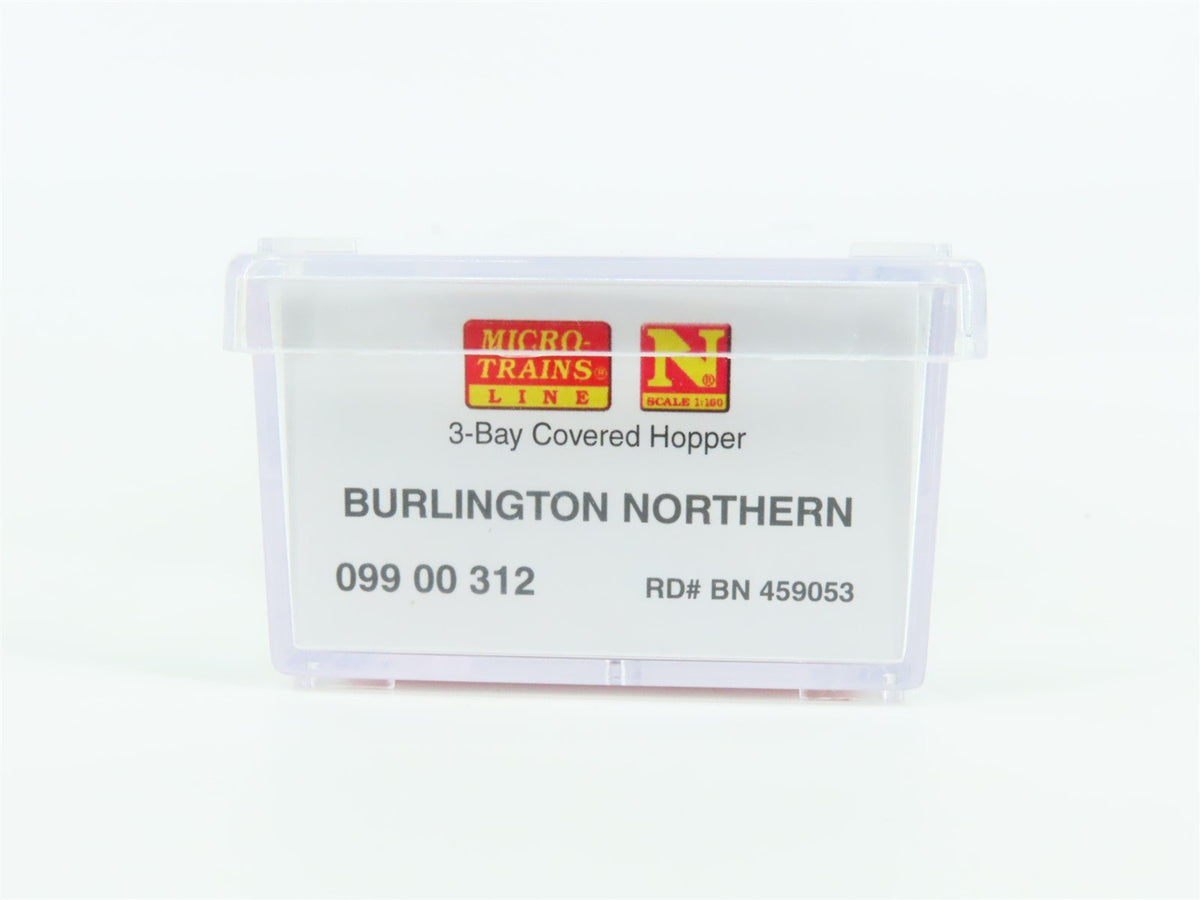 MICRO-
TRAINS®
LINE
N®
SCALE 1:160
3-Bay Covered Hopper
BURLINGTON NORTHERN
099 00 312
RD# BN 459053